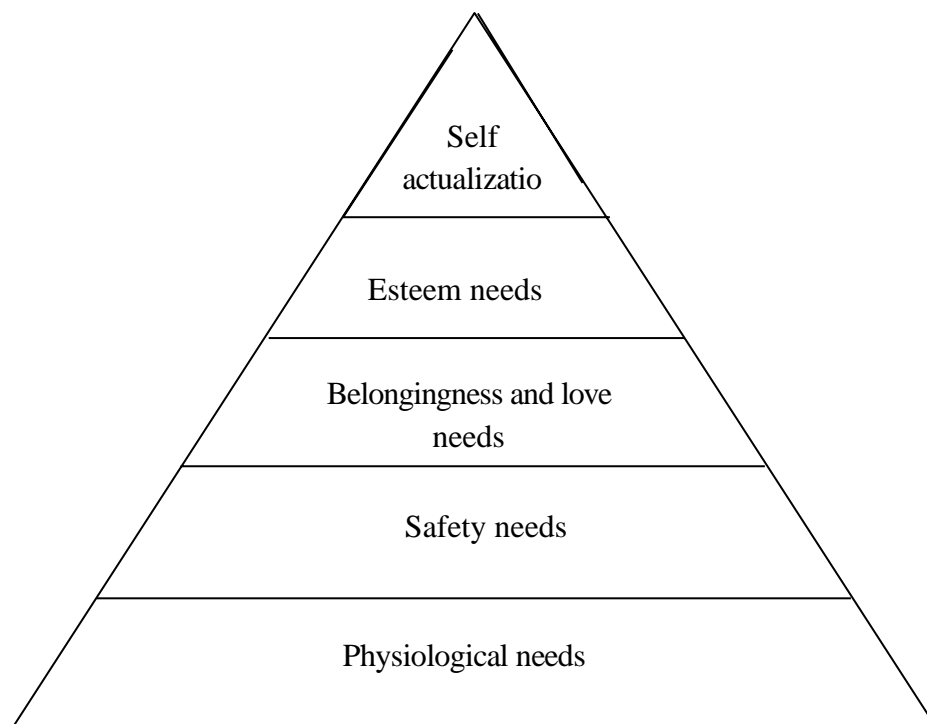 Self
actualizatio
Esteem needs
Belongingness and love
needs
Safety needs
Physiological needs